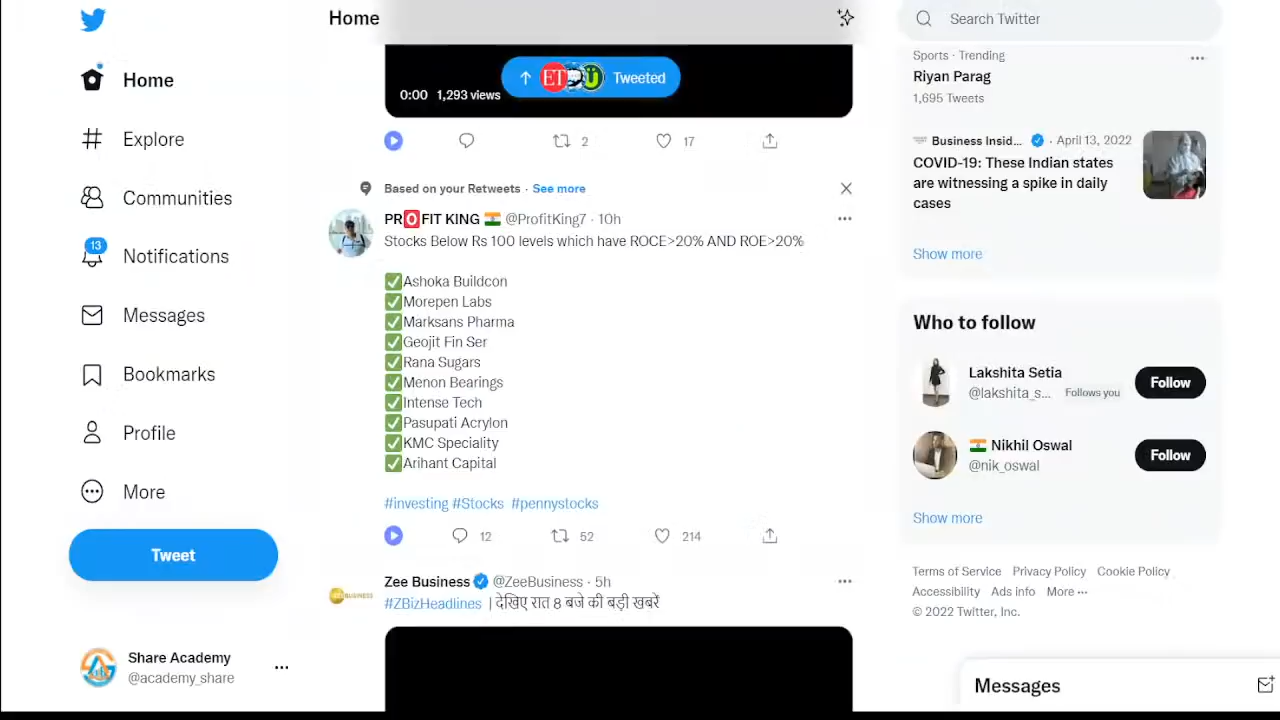 Home
Explore
Communities
13
Notifications
Messages
Bookmarks
Profile
More
Tweet
Share Academy
@academy_share
Home
0:00 1,293 views
ET Tweeted
2 17
Based on your Retweets · See more
PR🅾FIT KING 🇮🇳 @ProfitKing7 · 10h
Stocks Below Rs 100 levels which have ROCE>20% AND ROE>20%
✅Ashoka Buildcon
✅Morepen Labs
✅Marksans Pharma
✅Geojit Fin Ser
✅Rana Sugars
✅Menon Bearings
✅Intense Tech
✅Pasupati Acrylon
✅KMC Speciality
✅Arihant Capital
#investing #Stocks #pennystocks
12 52 214
Zee Business @ZeeBusiness · 5h
#ZBizHeadlines | देखिए रात 8 बजे की बड़ी खबरें
Search Twitter
Sports · Trending
Riyan Parag
1,695 Tweets
Business Insid... · April 13, 2022
COVID-19: These Indian states
are witnessing a spike in daily
cases
Show more
Who to follow
Lakshita Setia
@lakshita_s... Follows you
Follow
🇮🇳 Nikhil Oswal
@nik_oswal
Follow
Show more
Terms of Service Privacy Policy Cookie Policy
Accessibility Ads info More ···
© 2022 Twitter, Inc.
Messages